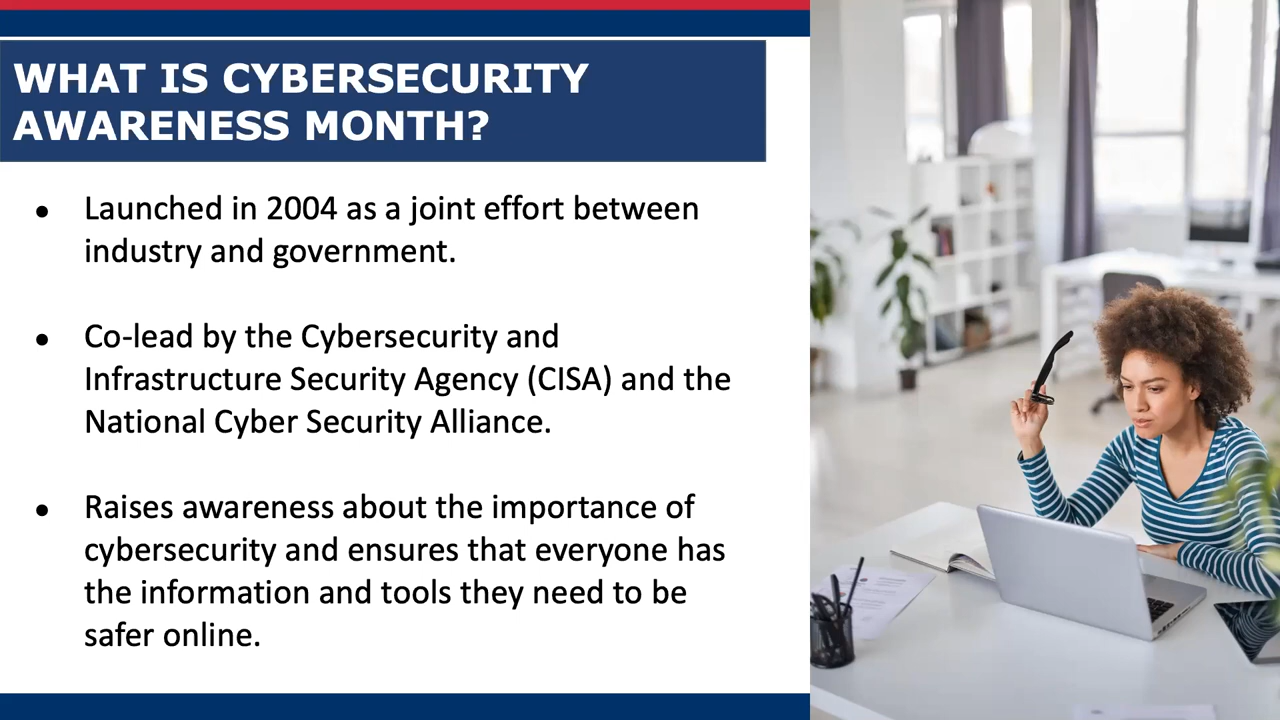 WHAT IS CYBERSECURITY
AWARENESS MONTH?
● Launched in 2004 as a joint effort between
industry and government.
● Co-lead by the Cybersecurity and
Infrastructure Security Agency (CISA) and the
National Cyber Security Alliance.
● Raises awareness about the importance of
cybersecurity and ensures that everyone has
the information and tools they need to be
safer online.